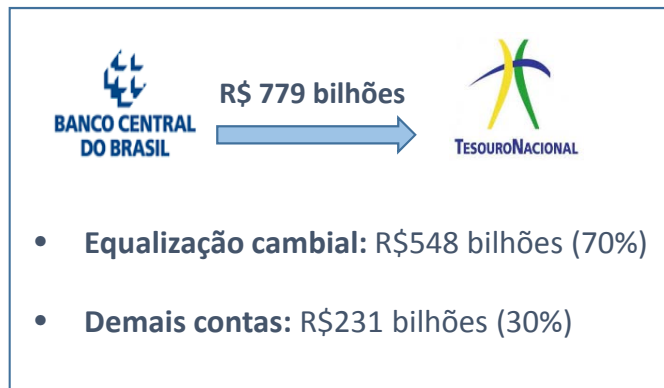 R$ 779 bilhões
BANCO CENTRAL
DO BRASIL
TESOURONACIONAL
• Equalização cambial: R$548 bilhões (70%)
• Demais contas: R$231 bilhões (30%)